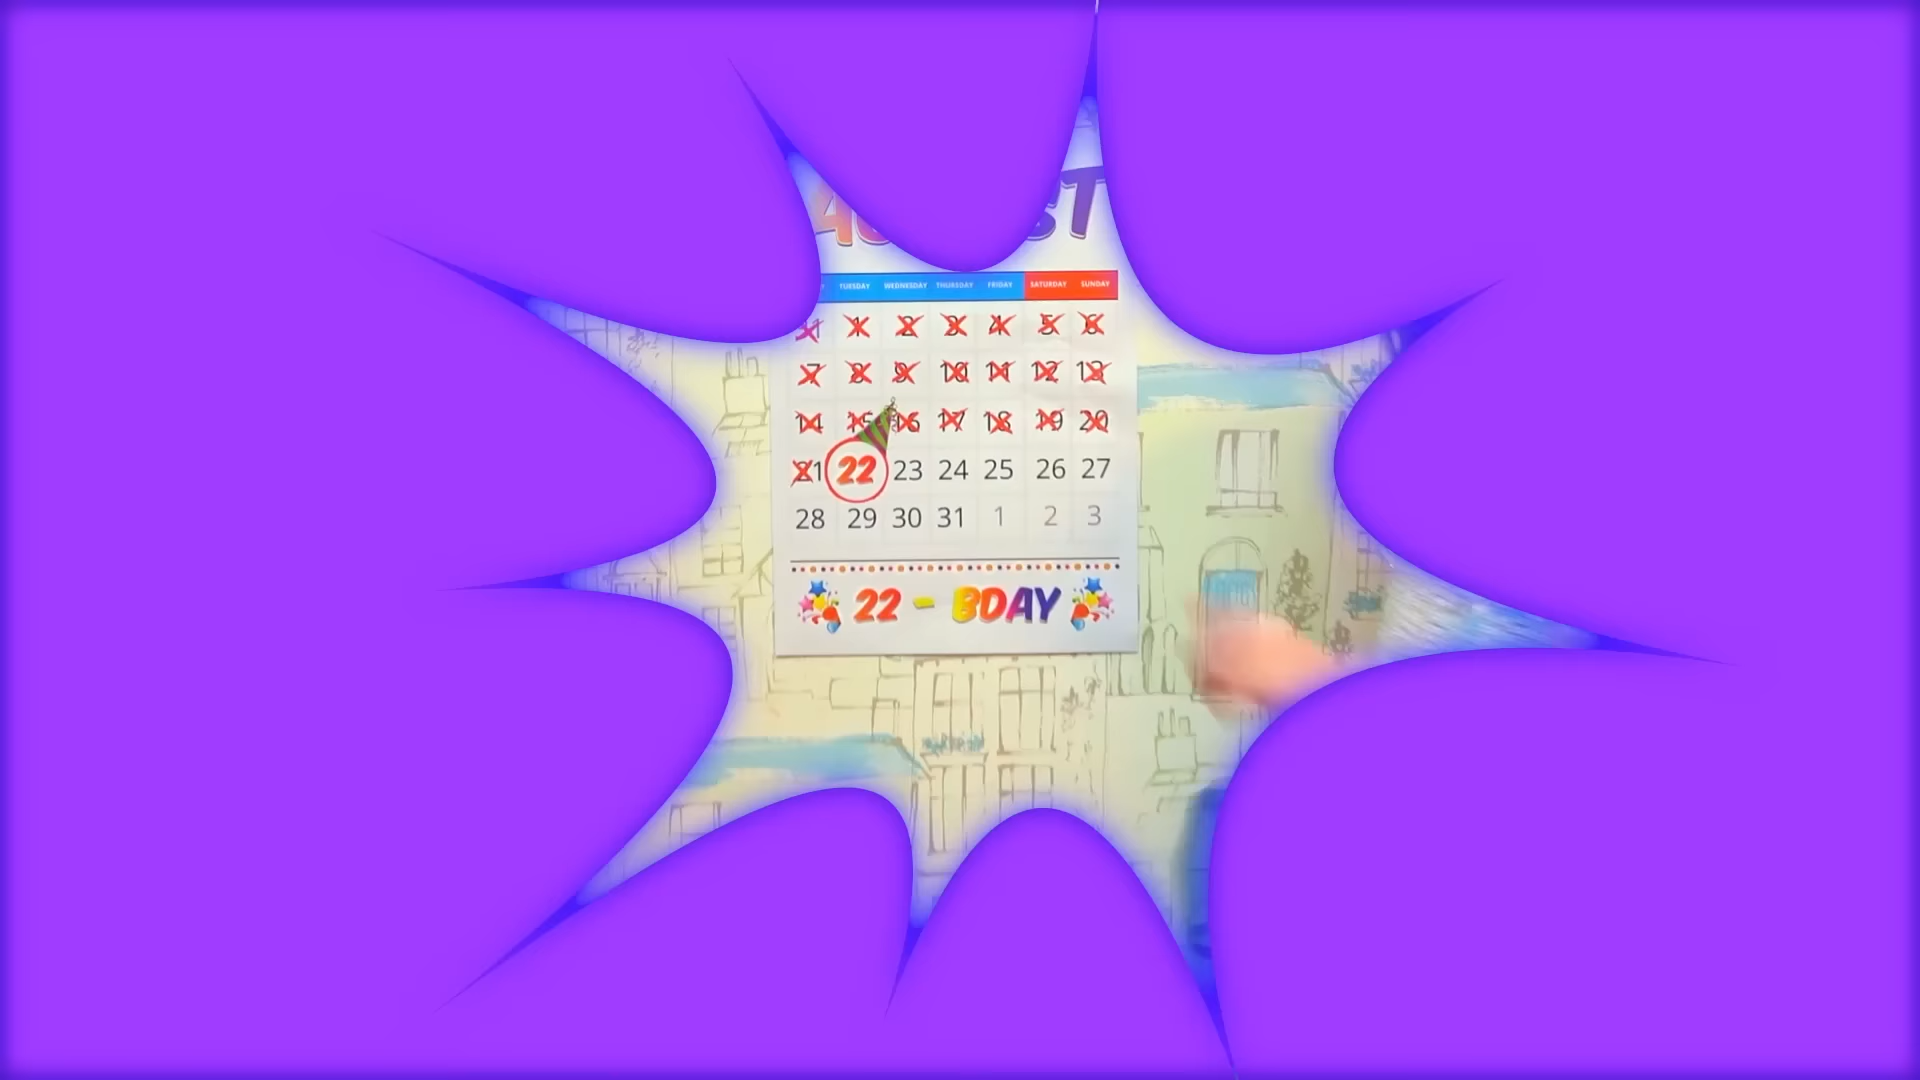 AUGUST
TUESDAY WEDNESDAY THURSDAY FRIDAY SATURDAY SUNDAY
31 1 2 3 4 5 6
7 8 9 10 11 12 13
14 15 16 17 18 19 20
21 22 23 24 25 26 27
28 29 30 31 1 2 3
22 - BDAY